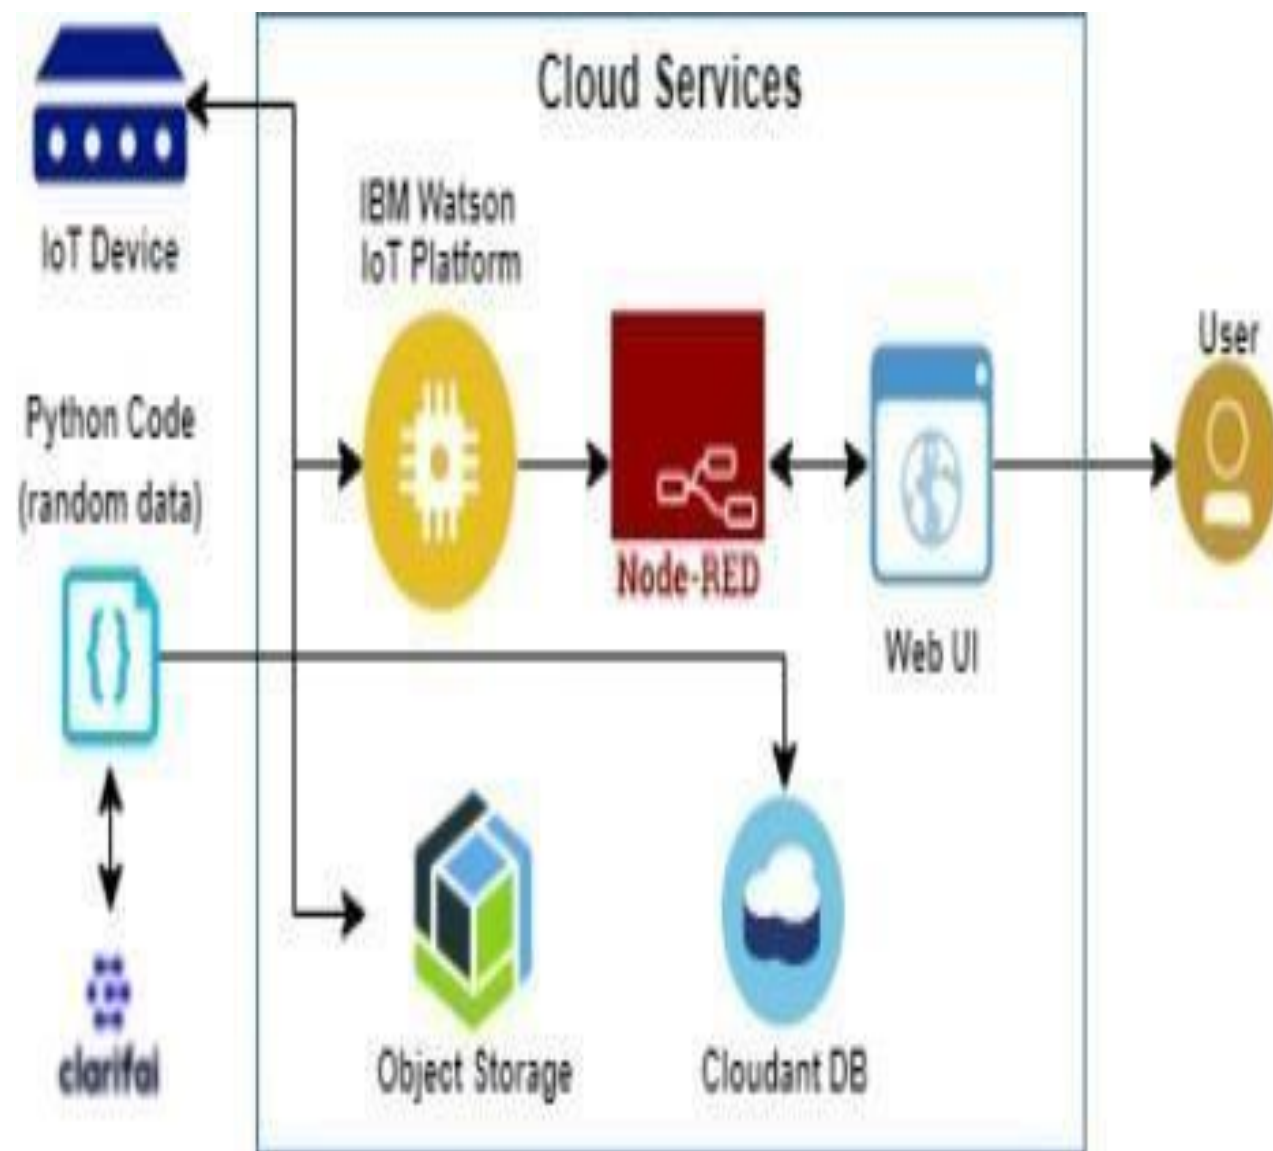 Cloud Services
IoT Device
IBM Watson
IoT Platform
User
Python Code
(random data)
Node-RED
Web UI
clarifai
Object Storage
Cloudant DB